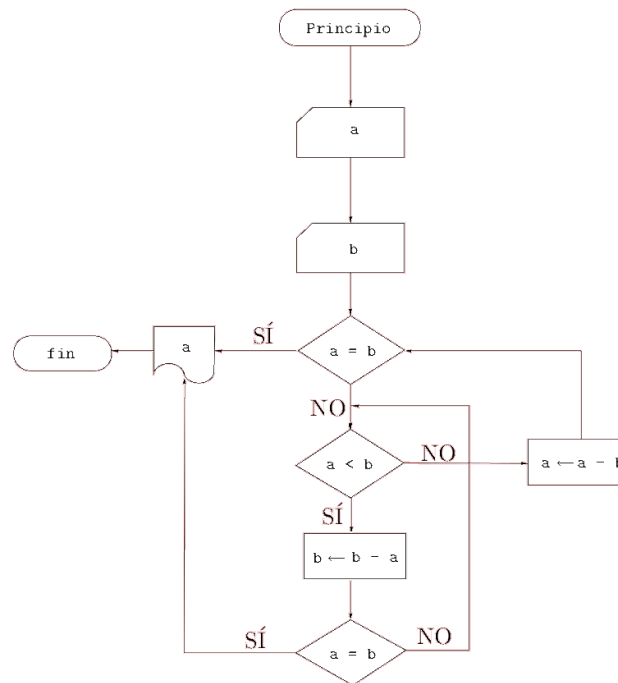 Principio
a
b
a = b
SÍ
a
fin
NO
a < b
NO
a ← a - b
SÍ
b ← b - a
a = b
SÍ
NO